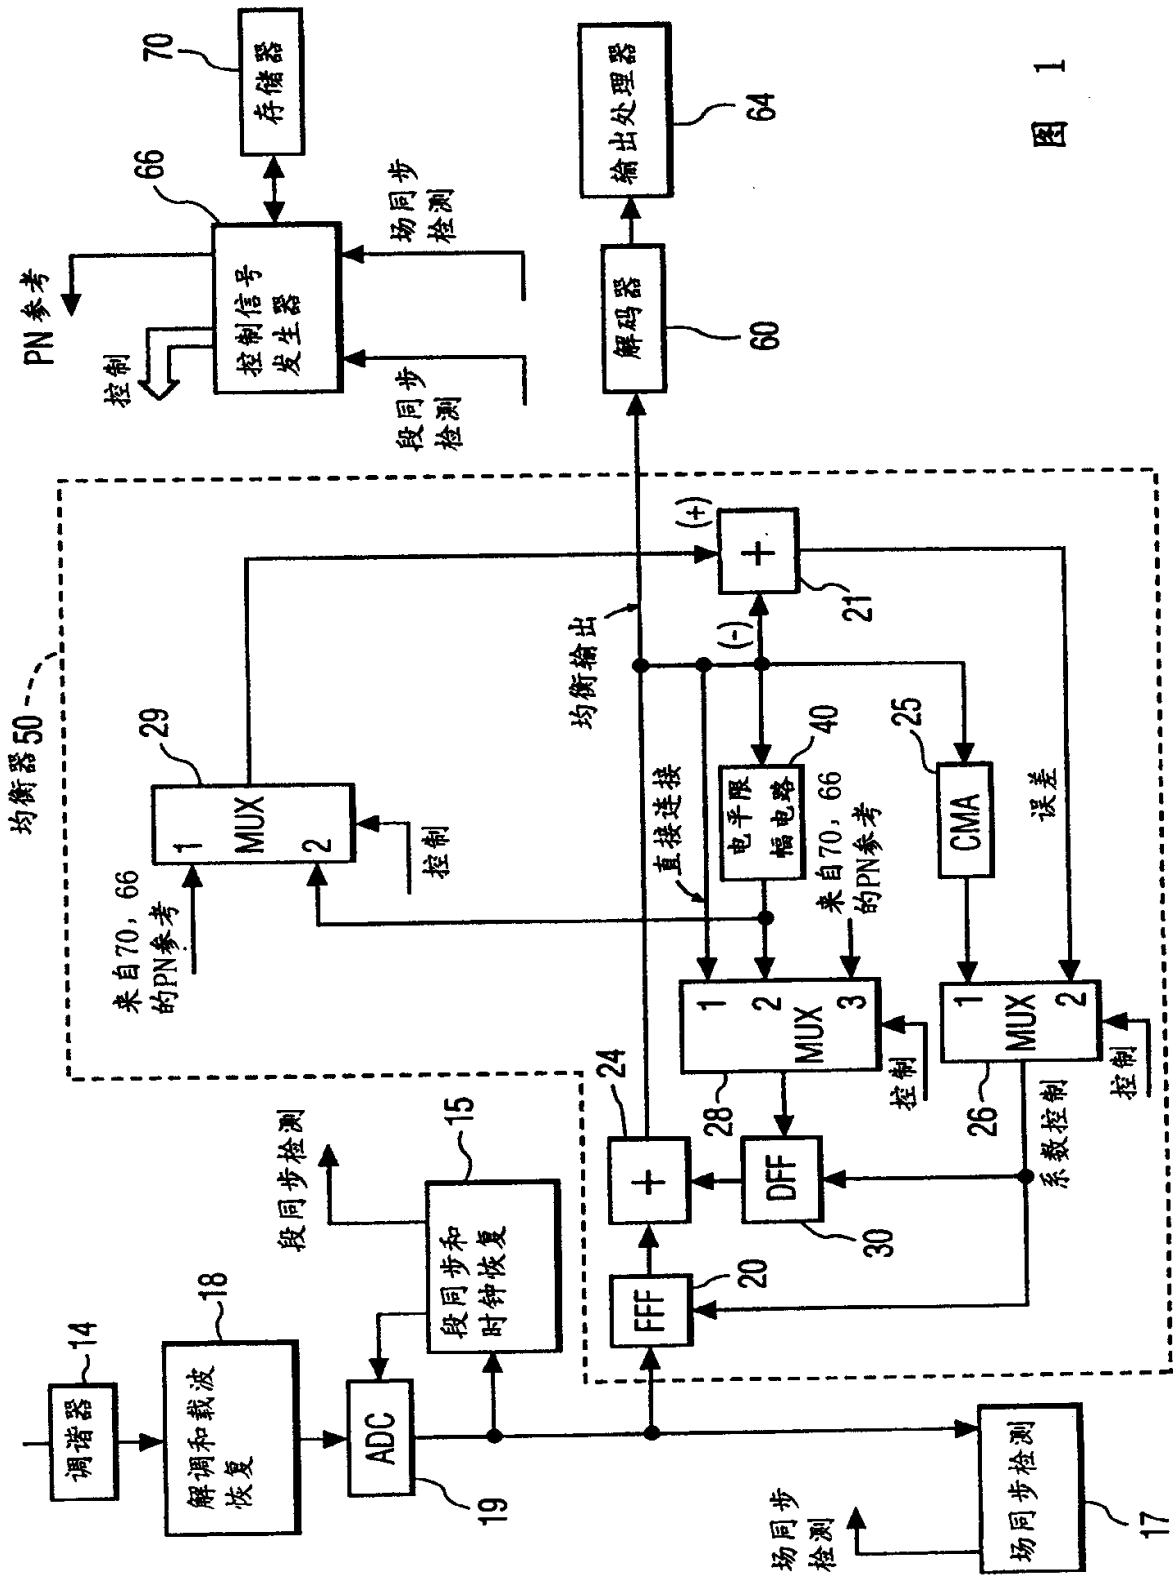 14
调谐器
18
解调和载波
恢复
ADC
19
段同步检测
15
段同步和
时钟恢复
场同步
检测
场同步检测
17
均衡器50
来自70，66
的PN参考
1
MUX
2
29
控制
FFF
20
+
24
DFF
30
1
2
3
MUX
28
控制
直接连接
电平限
幅电路
40
来自70，66
的PN参考
1
MUX
2
26
控制
系数控制
CMA
25
误差
均衡输出
(-)
(+)
+
21
PN 参考
控制
控制信号
发生器
66
存储器
70
段同步
检测
场同步
检测
解码器
60
输出处理器
64
图 1